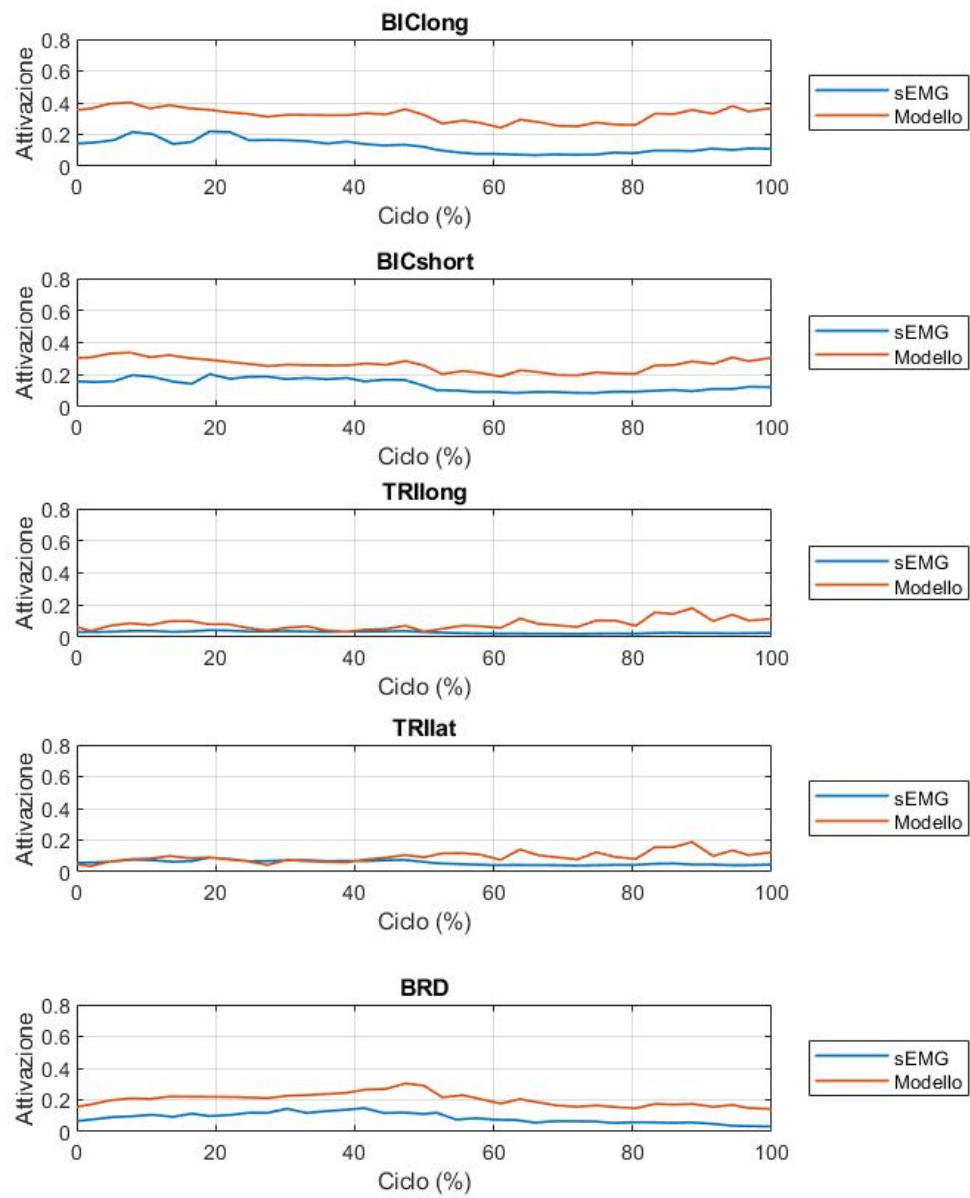 BIClong
0.8
0.6
0.4
0.2
0
Attivazione
0 20 40 60 80 100
Ciclo (%)
sEMG
Modello
BICshort
0.8
0.6
0.4
0.2
0
Attivazione
0 20 40 60 80 100
Ciclo (%)
sEMG
Modello
TRIlong
0.8
0.6
0.4
0.2
0
Attivazione
0 20 40 60 80 100
Ciclo (%)
sEMG
Modello
TRIlat
0.8
0.6
0.4
0.2
0
Attivazione
0 20 40 60 80 100
Ciclo (%)
sEMG
Modello
BRD
0.8
0.6
0.4
0.2
0
Attivazione
0 20 40 60 80 100
Ciclo (%)
sEMG
Modello